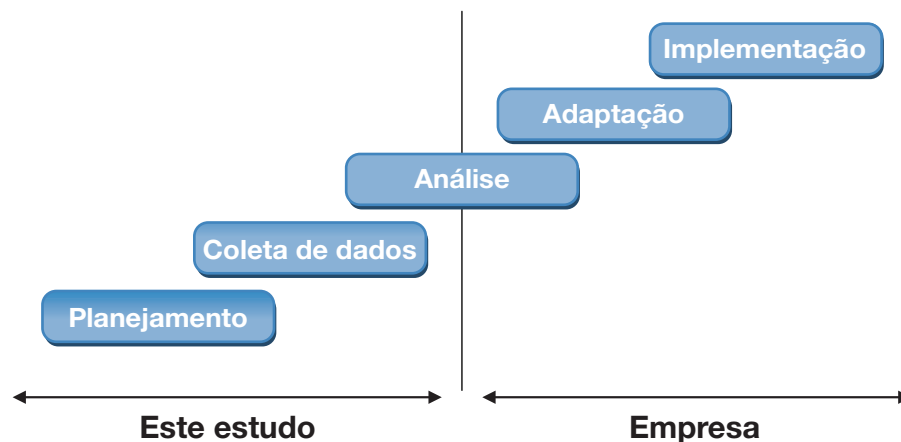 Implementação
Adaptação
Análise
Coleta de dados
Planejamento
Este estudo
Empresa